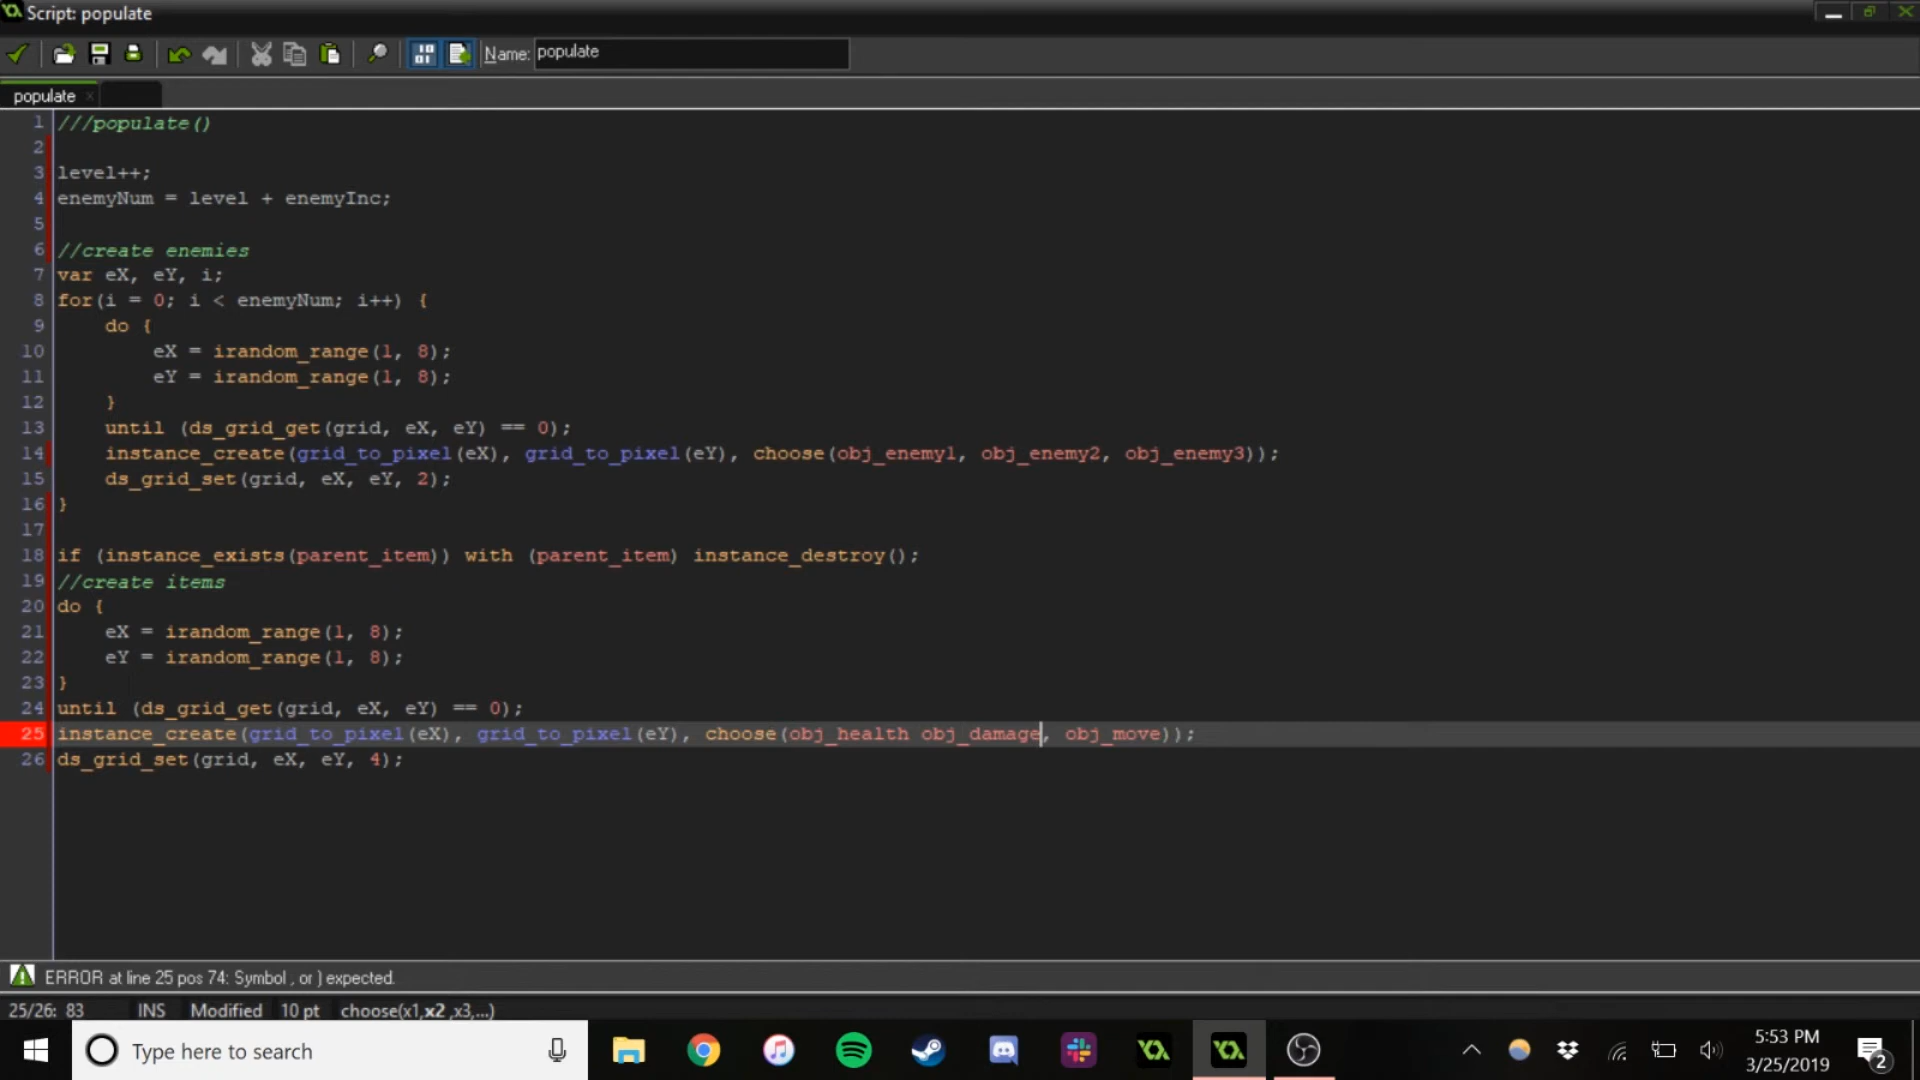 Script: populate
Name: populate
populate
1 ///populate()
2
3 level++;
4 enemyNum = level + enemyInc;
5
6 //create enemies
7 var eX, eY, i;
8 for(i = 0; i < enemyNum; i++) {
9 do {
10 eX = irandom_range(1, 8);
11 eY = irandom_range(1, 8);
12 }
13 until (ds_grid_get(grid, eX, eY) == 0);
14 instance_create(grid_to_pixel(eX), grid_to_pixel(eY), choose(obj_enemy1, obj_enemy2, obj_enemy3));
15 ds_grid_set(grid, eX, eY, 2);
16 }
17
18 if (instance_exists(parent_item)) with (parent_item) instance_destroy();
19 //create items
20 do {
21 eX = irandom_range(1, 8);
22 eY = irandom_range(1, 8);
23 }
24 until (ds_grid_get(grid, eX, eY) == 0);
25 instance_create(grid_to_pixel(eX), grid_to_pixel(eY), choose(obj_health obj_damage, obj_move));
26 ds_grid_set(grid, eX, eY, 4);
ERROR at line 25 pos 74: Symbol , or ) expected.
25/26: 83 INS Modified 10 pt choose(x1,x2 ,x3,...)
Type here to search
5:53 PM
3/25/2019
2